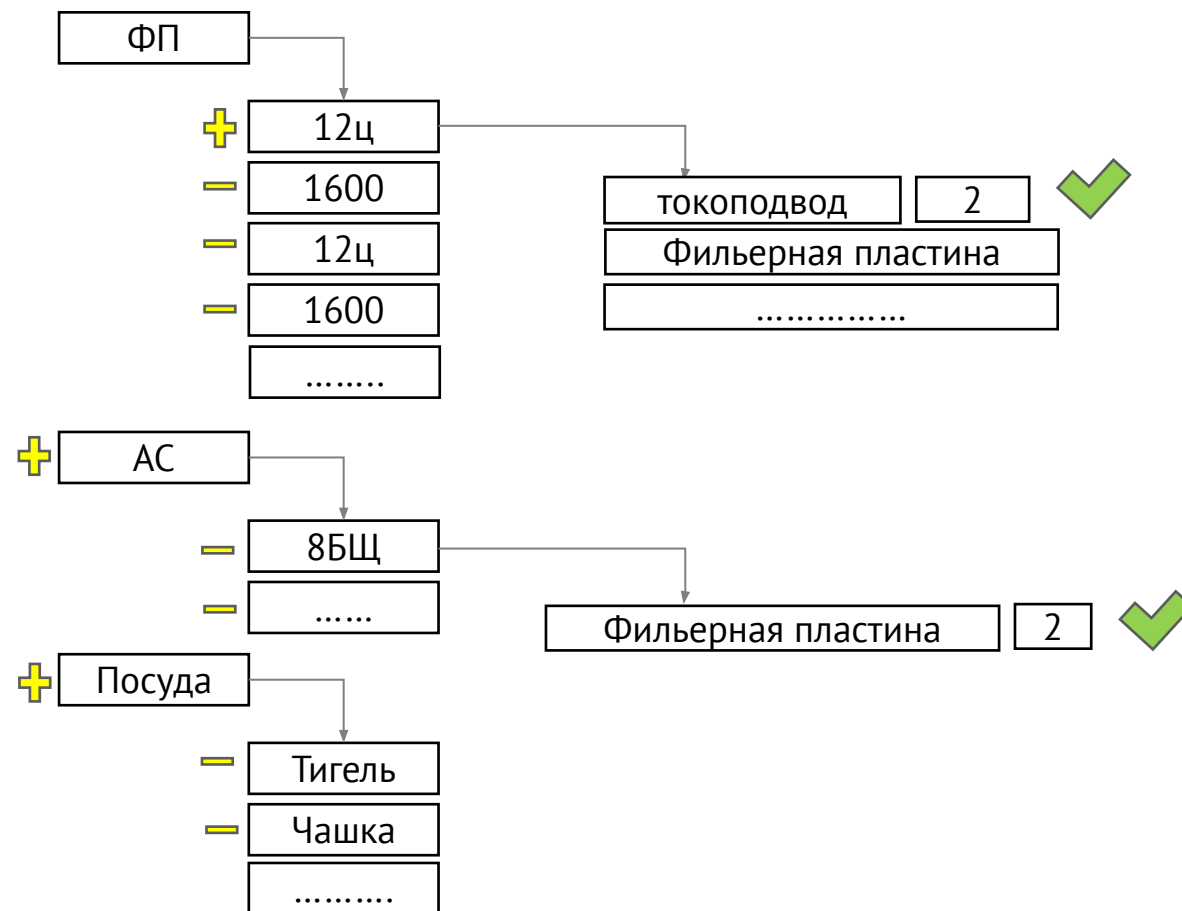 ФП
12ц
1600
12ц
1600
........
токоподвод 2
Фильерная пластина
...............
АС
8БЩ
......
Фильерная пластина 2
Посуда
Тигель
Чашка
..........